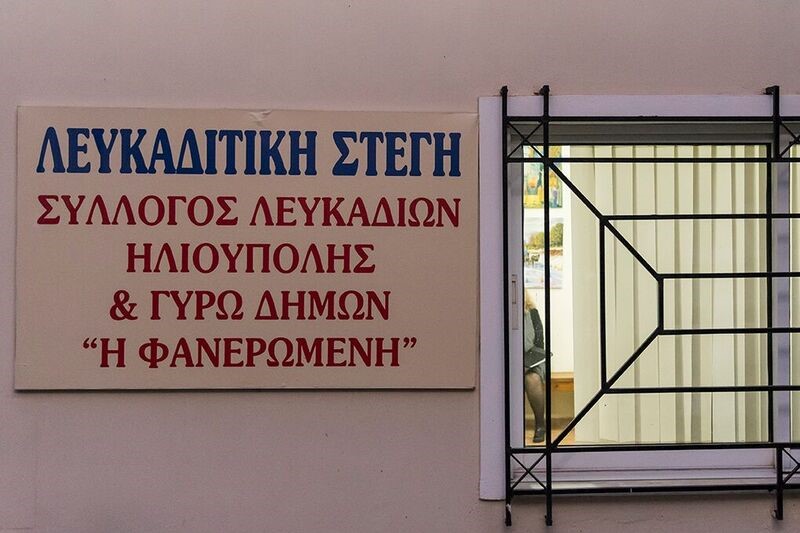 ΛΕΥΚΑΔΙΤΙΚΗ ΣΤΕΓΗ
ΣΥΛΛΟΓΟΣ ΛΕΥΚΑΔΙΩΝ
ΗΛΙΟΥΠΟΛΗΣ
& ΓΥΡΩ ΔΗΜΩΝ
“Η ΦΑΝΕΡΩΜΕΝΗ”